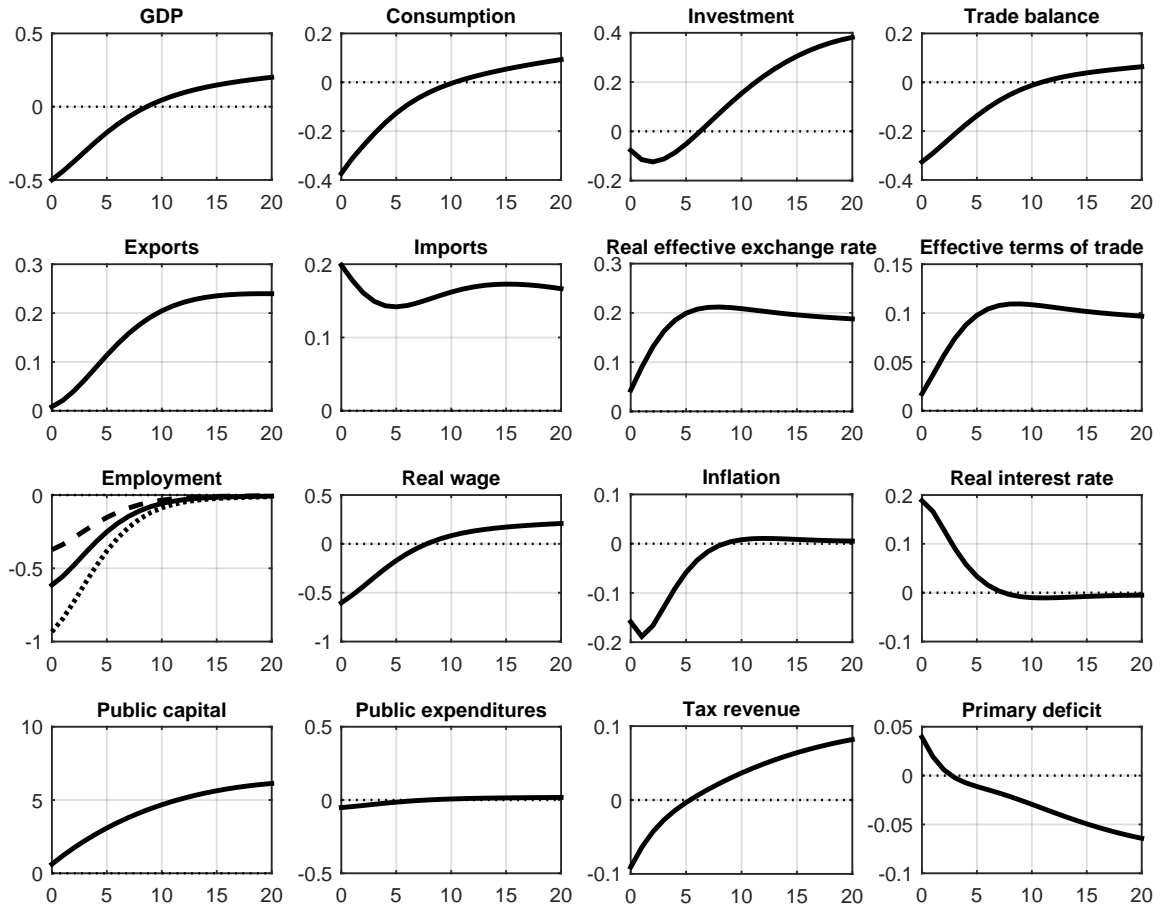 GDP Consumption Investment Trade balance
0.5 0.2 0.4 0.2
0 0 0.2 0
-0.2 0 -0.2
-0.5 -0.4 -0.2 -0.4
0 5 10 15 20 0 5 10 15 20 0 5 10 15 20 0 5 10 15 20
Exports Imports Real effective exchange rate Effective terms of trade
0.3 0.2 0.3 0.15
0.2 0.2 0.1
0.1 0.1 0.1 0.05
0 0 0 0
0 5 10 15 20 0 5 10 15 20 0 5 10 15 20 0 5 10 15 20
Employment Real wage Inflation Real interest rate
0 0.5 0.1 0.2
0 0 0.1
-0.5 -0.5 -0.1 0
-1 -1 -0.2 -0.1
0 5 10 15 20 0 5 10 15 20 0 5 10 15 20 0 5 10 15 20
Public capital Public expenditures Tax revenue Primary deficit
10 0.5 0.1 0.05
0
5 0 0
-0.05
0 -0.5 -0.1 -0.1
0 5 10 15 20 0 5 10 15 20 0 5 10 15 20 0 5 10 15 20